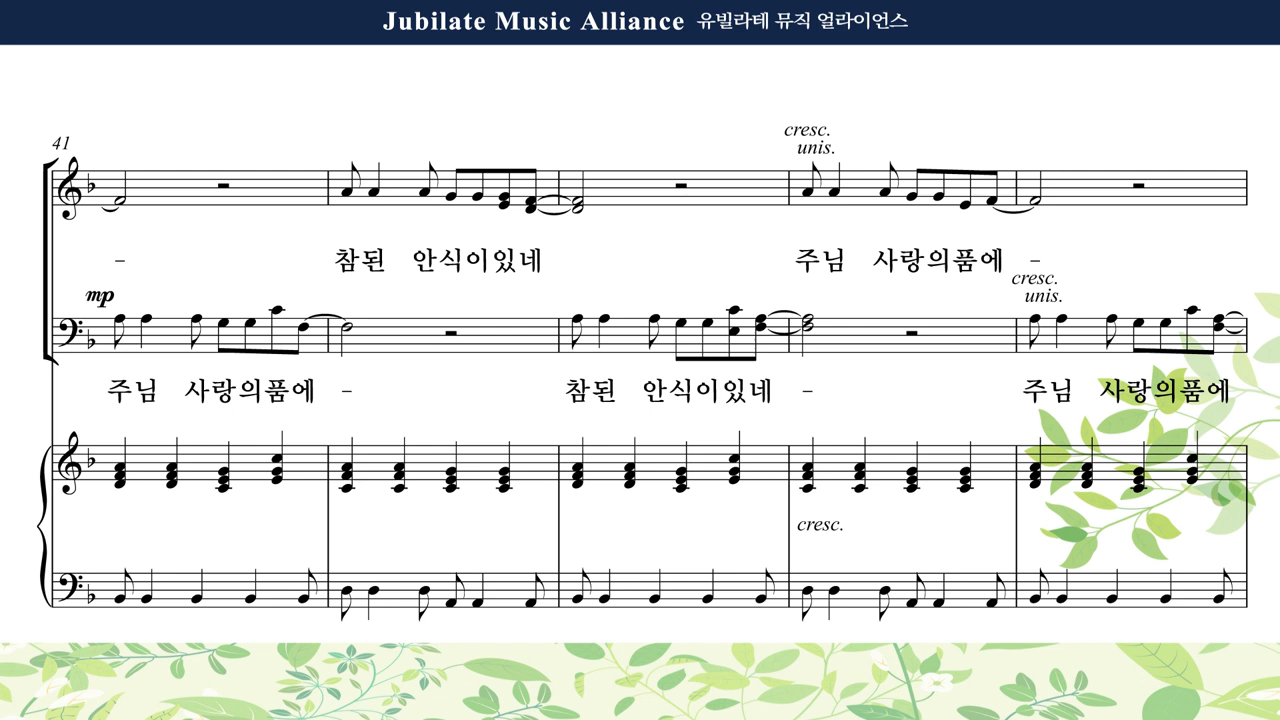 Jubilate Music Alliance 유빌라테 뮤직 얼라이언스
41
cresc.
unis.
- 참된 안식이있네 주님 사랑의품에 -
cresc.
mp
unis.
주님 사랑의품에 - 참된 안식이있네 - 주님 사랑의품에
cresc.